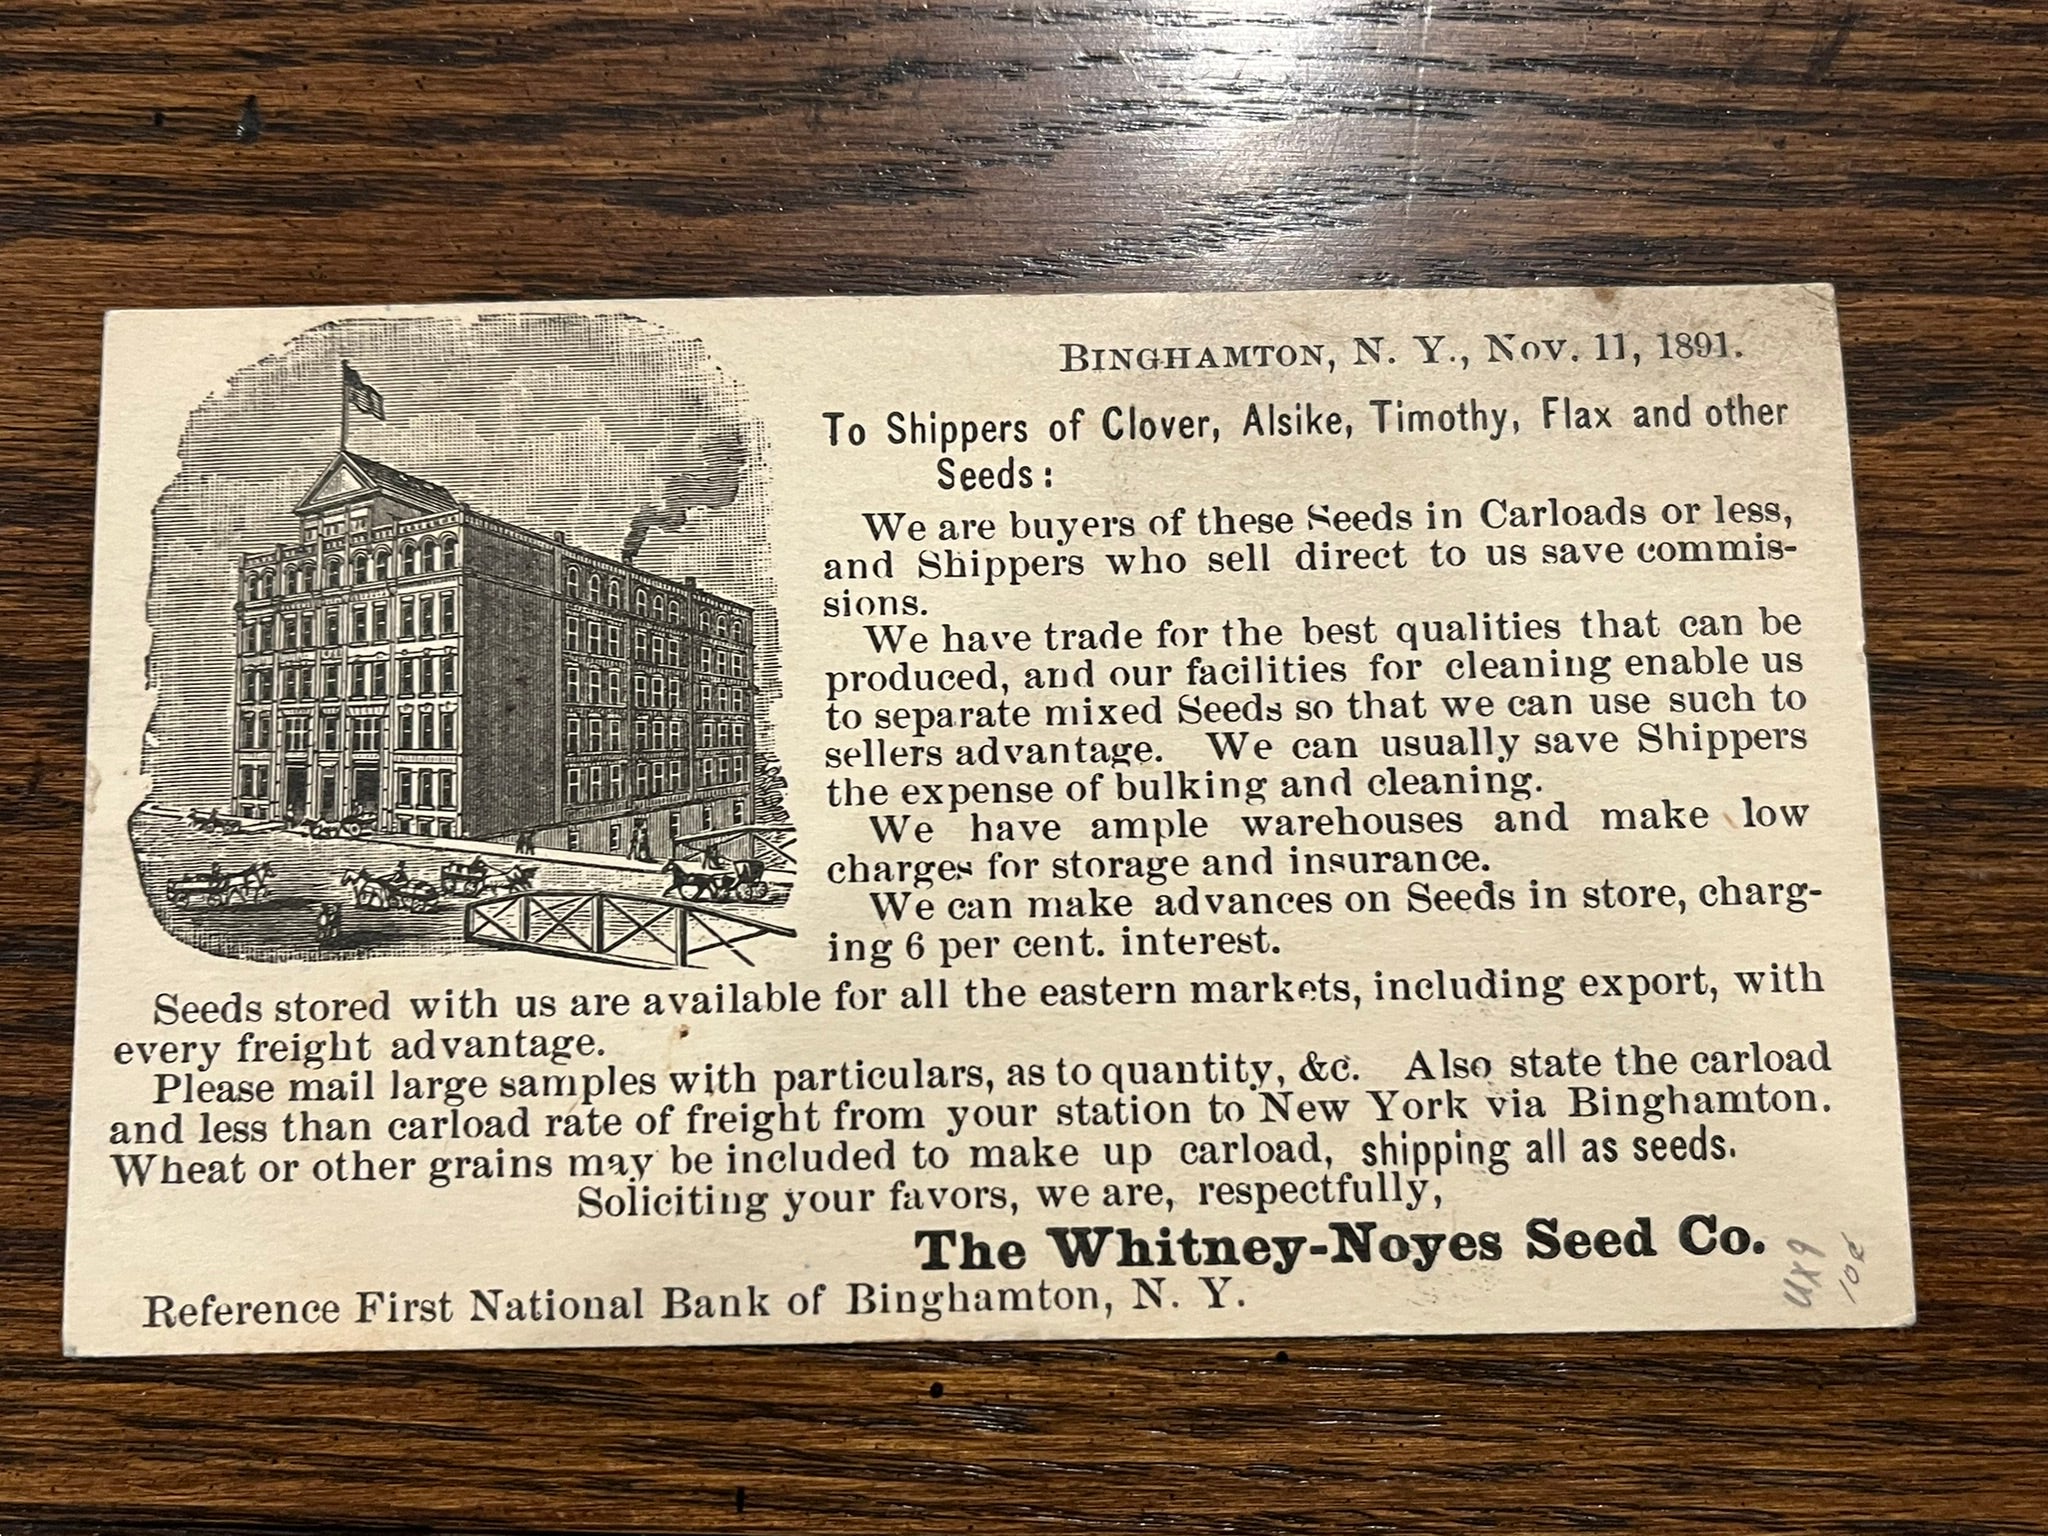 BINGHAMTON, N. Y., Nov. 11, 1891.
To Shippers of Clover, Alsike, Timothy, Flax and other
Seeds:
We are buyers of these Seeds in Carloads or less,
and Shippers who sell direct to us save commis-
sions.
We have trade for the best qualities that can be
produced, and our facilities for cleaning enable us
to separate mixed Seeds so that we can use such to
sellers advantage. We can usually save Shippers
the expense of bulking and cleaning.
We have ample warehouses and make low
charges for storage and insurance.
We can make advances on Seeds in store, charg-
ing 6 per cent. interest.
Seeds stored with us are available for all the eastern markets, including export, with
every freight advantage.
Please mail large samples with particulars, as to quantity, &c. Also state the carload
and less than carload rate of freight from your station to New York via Binghamton.
Wheat or other grains may be included to make up carload, shipping all as seeds.
Soliciting your favors, we are, respectfully,
The Whitney-Noyes Seed Co.
Reference First National Bank of Binghamton, N. Y.
UX9
10¢